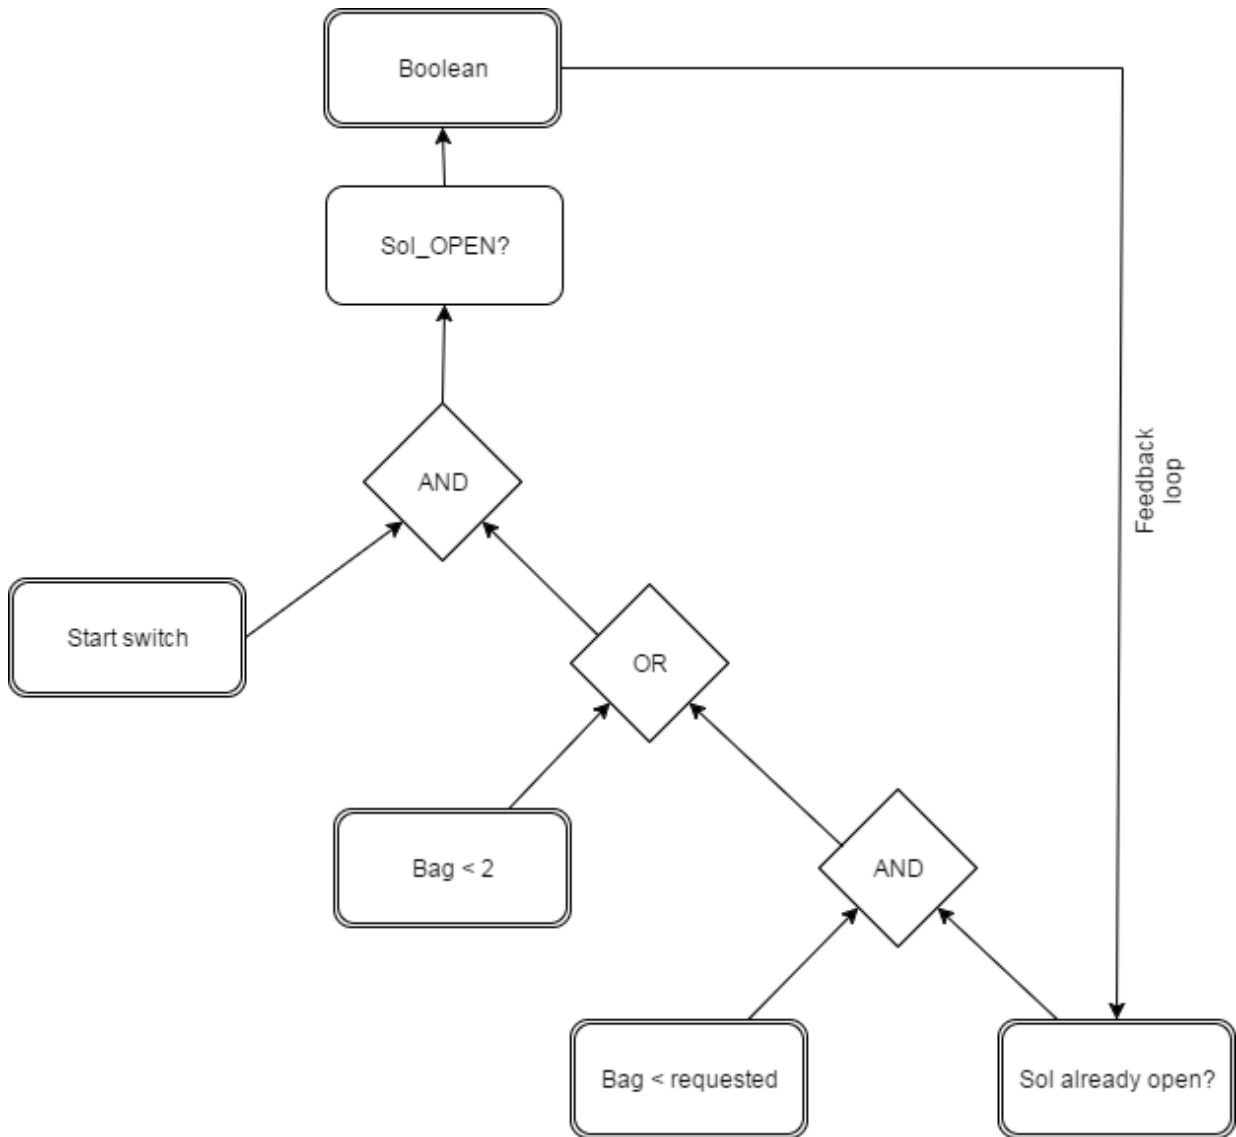 Boolean
Sol_OPEN?
AND
Feedback
loop
Start switch
OR
Bag < 2
AND
Bag < requested
Sol already open?